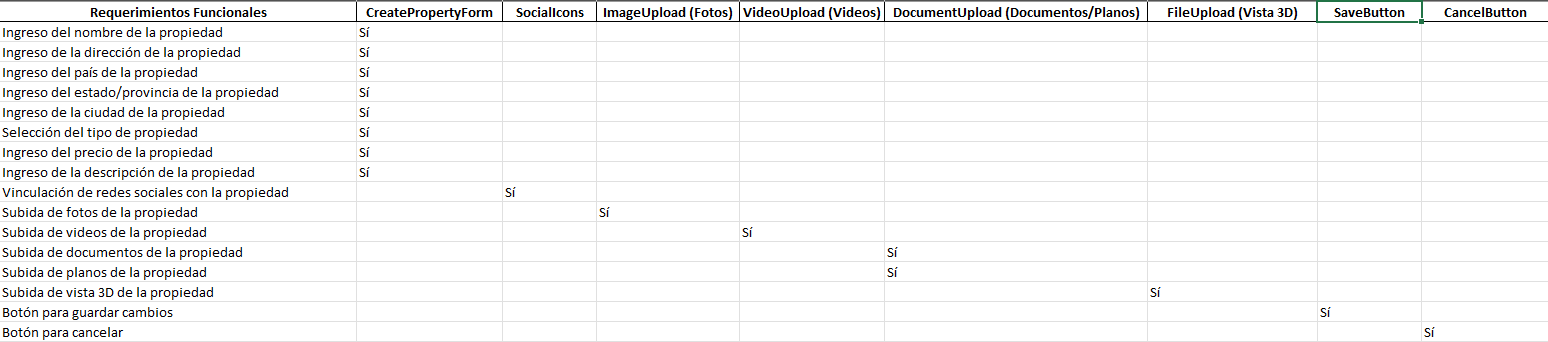 Requerimientos Funcionales CreatePropertyForm SocialIcons ImageUpload (Fotos) VideoUpload (Videos) DocumentUpload (Documentos/Planos) FileUpload (Vista 3D) SaveButton CancelButton
Ingreso del nombre de la propiedad Sí
Ingreso de la dirección de la propiedad Sí
Ingreso del país de la propiedad Sí
Ingreso del estado/provincia de la propiedad Sí
Ingreso de la ciudad de la propiedad Sí
Selección del tipo de propiedad Sí
Ingreso del precio de la propiedad Sí
Ingreso de la descripción de la propiedad Sí
Vinculación de redes sociales con la propiedad Sí
Subida de fotos de la propiedad Sí
Subida de videos de la propiedad Sí
Subida de documentos de la propiedad Sí
Subida de planos de la propiedad Sí
Subida de vista 3D de la propiedad Sí
Botón para guardar cambios Sí
Botón para cancelar Sí